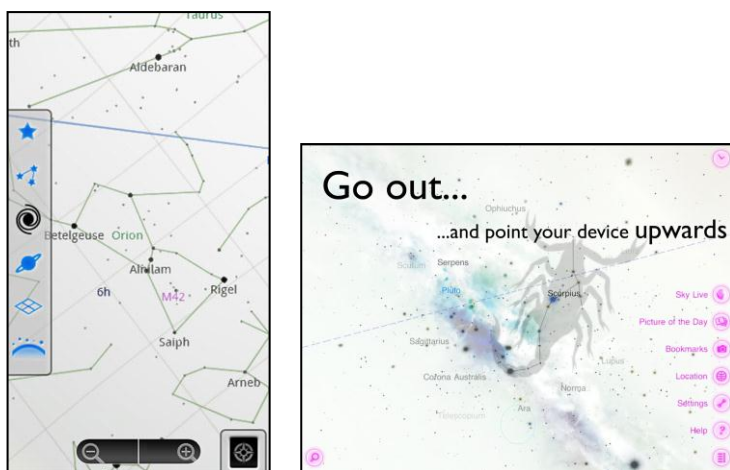 Taurus
th
Aldebaran
Betelgeuse
Orion
Alnilam
6h
M42
Rigel
Saiph
Arneb
Go out...
...and point your device upwards
Ophiuchus
Scutum
Serpens
Pluto
Scorpius
Sky Live
Sagittarius
Picture of the Day
Bookmarks
Lupus
Corona Australis
Location
Norma
Settings
Ara
Telescopium
Help
?